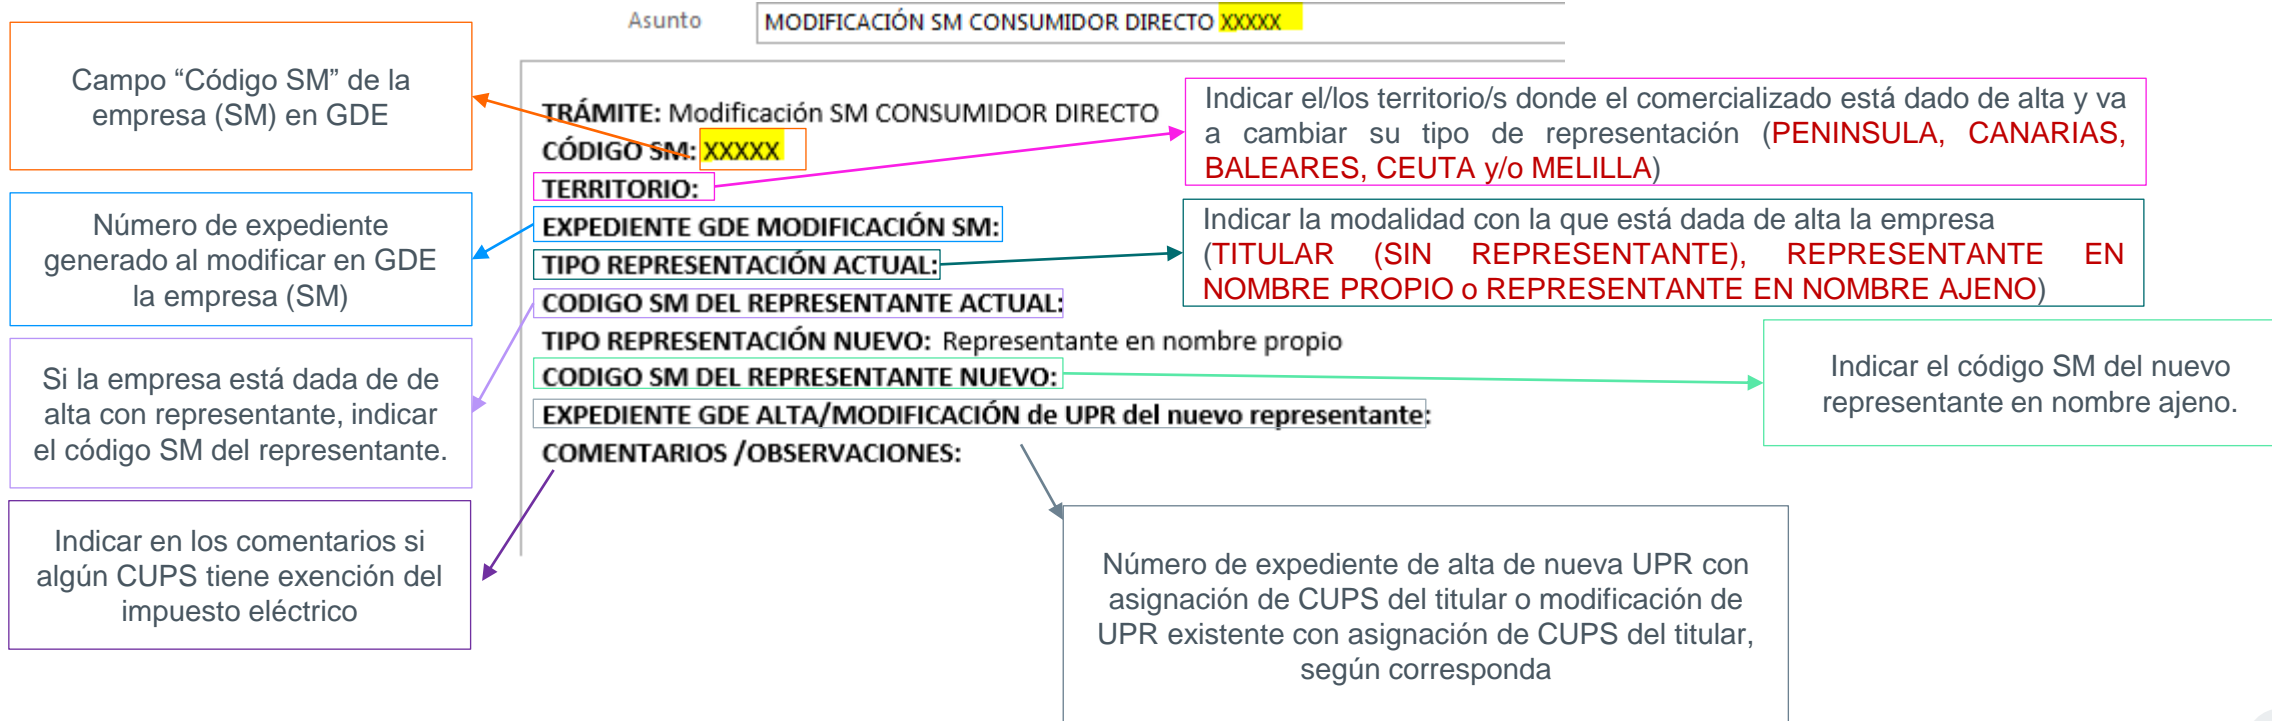 Asunto
MODIFICACIÓN SM CONSUMIDOR DIRECTO XXXXX
Campo “Código SM” de la
empresa (SM) en GDE
Número de expediente
generado al modificar en GDE
la empresa (SM)
Si la empresa está dada de de
alta con representante, indicar
el código SM del representante.
Indicar en los comentarios si
algún CUPS tiene exención del
impuesto eléctrico
TRÁMITE: Modificación SM CONSUMIDOR DIRECTO
CÓDIGO SM: XXXXX
TERRITORIO:
EXPEDIENTE GDE MODIFICACIÓN SM:
TIPO REPRESENTACIÓN ACTUAL:
CODIGO SM DEL REPRESENTANTE ACTUAL:
TIPO REPRESENTACIÓN NUEVO: Representante en nombre propio
CODIGO SM DEL REPRESENTANTE NUEVO:
EXPEDIENTE GDE ALTA/MODIFICACIÓN de UPR del nuevo representante:
COMENTARIOS /OBSERVACIONES:
Indicar el/los territorio/s donde el comercializado está dado de alta y va
a cambiar su tipo de representación (PENINSULA, CANARIAS,
BALEARES, CEUTA y/o MELILLA)
Indicar la modalidad con la que está dada de alta la empresa
(TITULAR (SIN REPRESENTANTE), REPRESENTANTE EN
NOMBRE PROPIO o REPRESENTANTE EN NOMBRE AJENO)
Indicar el código SM del nuevo
representante en nombre ajeno.
Número de expediente de alta de nueva UPR con
asignación de CUPS del titular o modificación de
UPR existente con asignación de CUPS del titular,
según corresponda